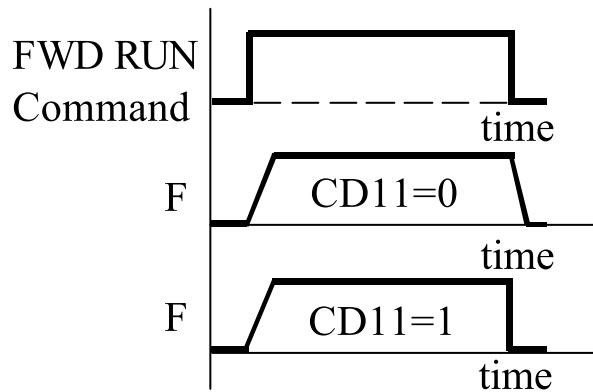 FWD RUN
Command
time
F
CD11=0
time
F
CD11=1
time